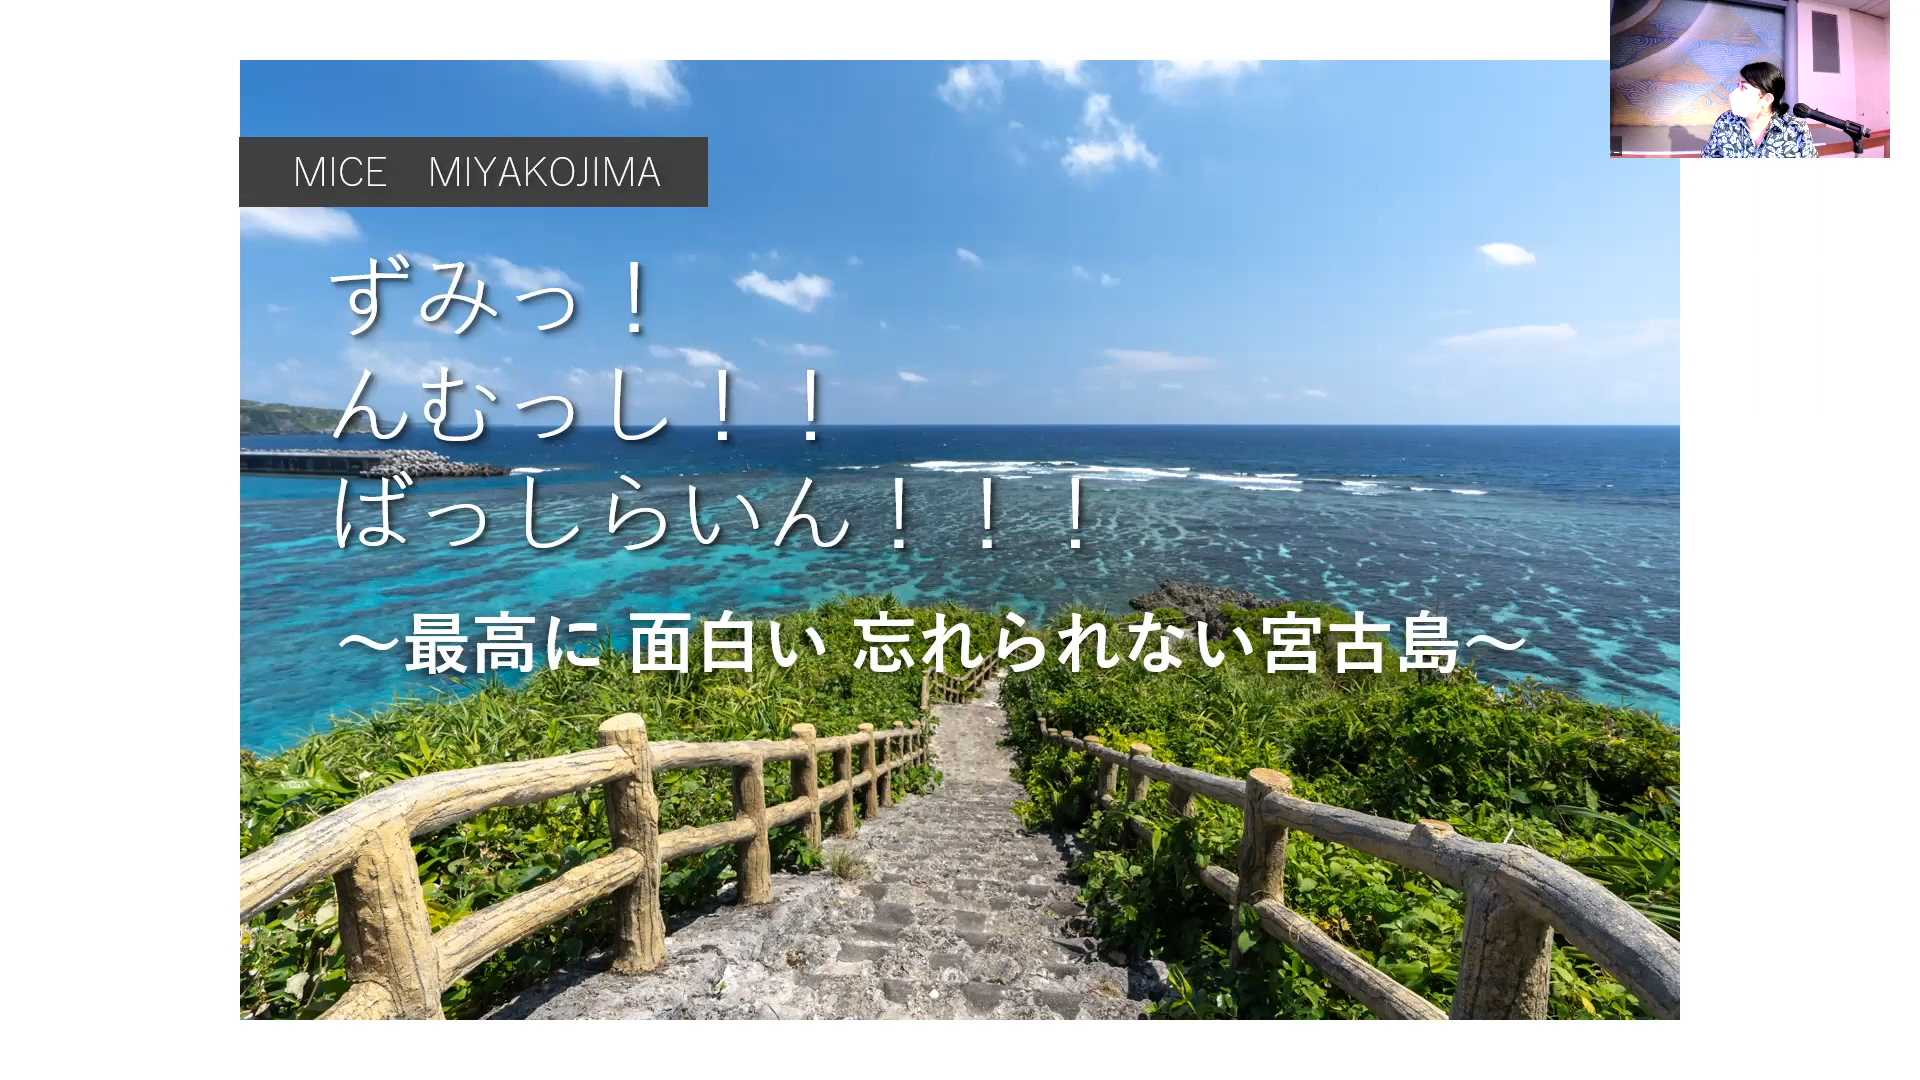 MICE　MIYAKOJIMA
ずみっ！
んむっし！！
ばっしらいん！！！
～最高に 面白い 忘れられない宮古島～